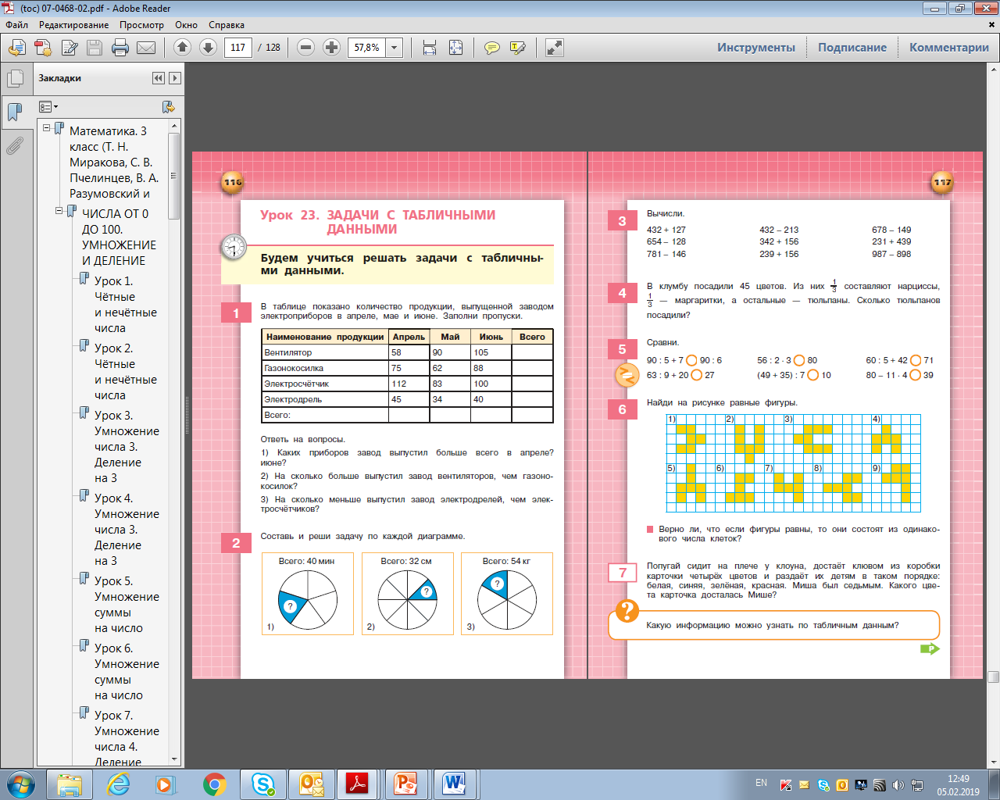 (toc) 07-0468-02.pdf - Adobe Reader
Файл Редактирование Просмотр Окно Справка
117 / 128 57,8% Инструменты Подписание Комментарии
Закладки
Математика. 3
класс (Т. Н.
Миракова, С. В.
Пчелинцев, В. А.
Разумовский и
ЧИСЛА ОТ 0
ДО 100.
УМНОЖЕНИЕ
И ДЕЛЕНИЕ
Урок 1.
Чётные
и нечётные
числа
Урок 2.
Чётные
и нечётные
числа
Урок 3.
Умножение
числа 3.
Деление
на 3
Урок 4.
Умножение
числа 3.
Деление
на 3
Урок 5.
Умножение
суммы
на число
Урок 6.
Умножение
суммы
на число
Урок 7.
Умножение
числа 4.
Деление
116
Урок 23. ЗАДАЧИ С ТАБЛИЧНЫМИ
ДАННЫМИ
Будем учиться решать задачи с табличны-
ми данными.
1
В таблице показано количество продукции, выпущенной заводом
электроприборов в апреле, мае и июне. Заполни пропуски.
Наименование продукции Апрель Май Июнь Всего
Вентилятор 58 90 105
Газонокосилка 75 62 88
Электросчётчик 112 83 100
Электродрель 45 34 40
Всего:
Ответь на вопросы.
1) Каких приборов завод выпустил больше всего в апреле?
июне?
2) На сколько больше выпустил завод вентиляторов, чем газоно-
косилок?
3) На сколько меньше выпустил завод электродрелей, чем элек-
тросчётчиков?
2
Составь и реши задачу по каждой диаграмме.
Всего: 40 мин Всего: 32 см Всего: 54 кг
? ? ?
1) 2) 3)
117
3
Вычисли.
432 + 127 432 – 213 678 – 149
654 – 128 342 + 156 231 + 439
781 – 146 239 + 156 987 – 898
4
В клумбу посадили 45 цветов. Из них 1/3 составляют нарциссы,
1/3 — маргаритки, а остальные — тюльпаны. Сколько тюльпанов
посадили?
5
Сравни.
90 : 5 + 7 ◯ 90 : 6 56 : 2 · 3 ◯ 80 60 : 5 + 42 ◯ 71
63 : 9 + 20 ◯ 27 (49 + 35) : 7 ◯ 10 80 – 11 · 4 ◯ 39
6
Найди на рисунке равные фигуры.
1) 2) 3) 4)
5) 6) 7) 8) 9)
Верно ли, что если фигуры равны, то они состоят из одинако-
вого числа клеток?
7
Попугай сидит на плече у клоуна, достаёт клювом из коробки
карточки четырёх цветов и раздаёт их детям в таком порядке:
белая, синяя, зелёная, красная. Миша был седьмым. Какого цве-
та карточка досталась Мише?
?
Какую информацию можно узнать по табличным данным?
Р
EN 12:49
05.02.2019